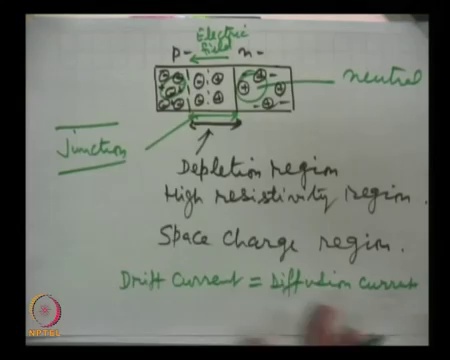 Electric
field
p- n-
neutral
Junction
Depletion region
High resistivity region.
Space Charge region.
Drift Current = Diffusion Current
NPTEL